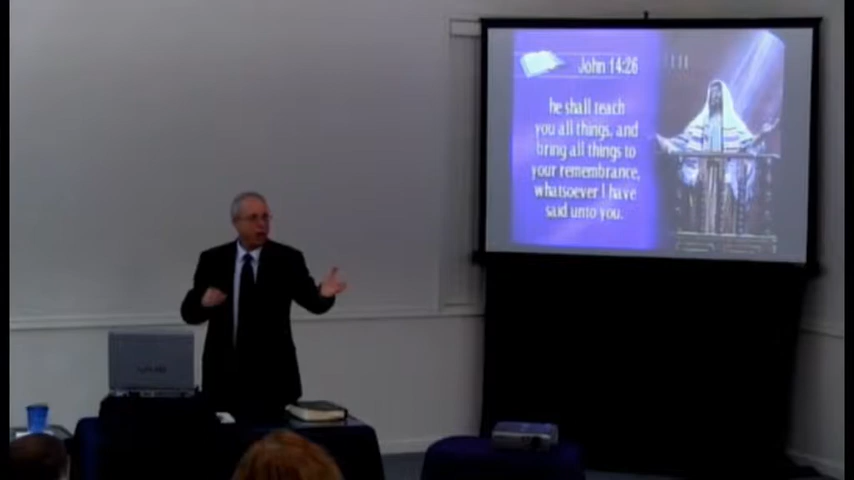 John 14:26
he shall teach
you all things, and
bring all things to
your remembrance,
whatsoever I have
said unto you.